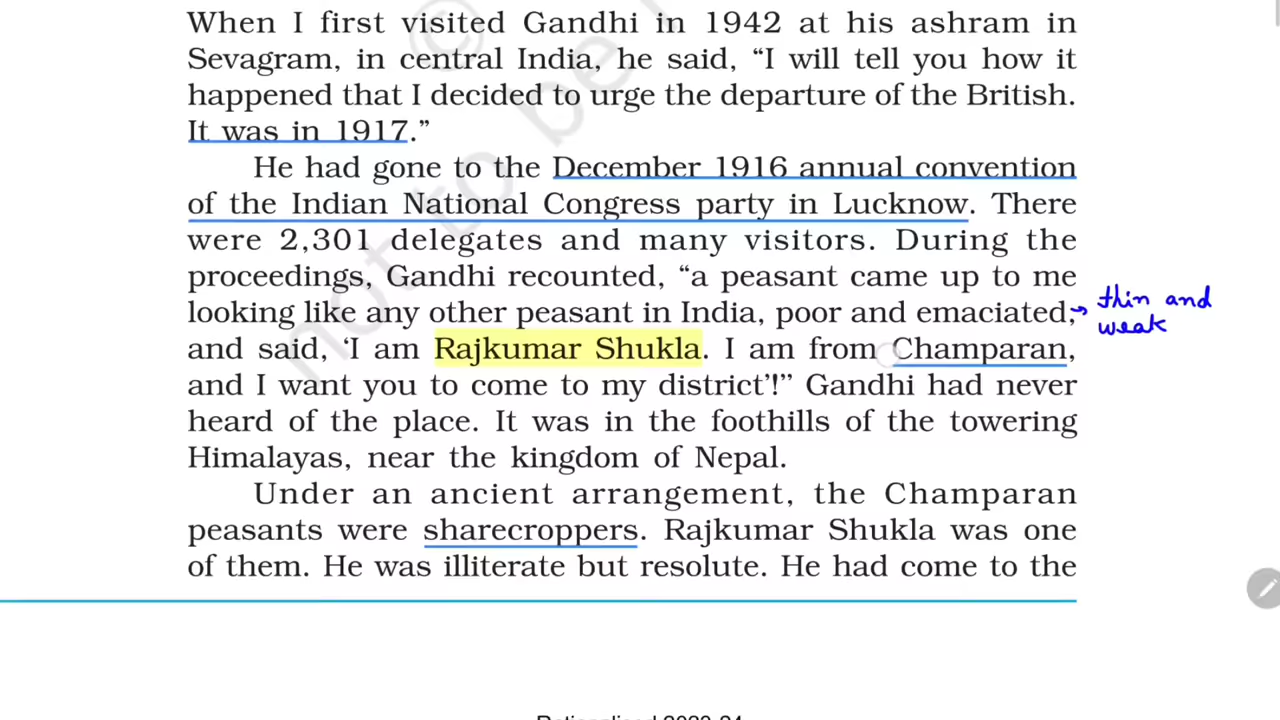 When I first visited Gandhi in 1942 at his ashram in
Sevagram, in central India, he said, “I will tell you how it
happened that I decided to urge the departure of the British.
It was in 1917.”
He had gone to the December 1916 annual convention
of the Indian National Congress party in Lucknow. There
were 2,301 delegates and many visitors. During the
proceedings, Gandhi recounted, “a peasant came up to me
looking like any other peasant in India, poor and emaciated,
thin and
weak
and said, ‘I am Rajkumar Shukla. I am from Champaran,
and I want you to come to my district’!” Gandhi had never
heard of the place. It was in the foothills of the towering
Himalayas, near the kingdom of Nepal.
Under an ancient arrangement, the Champaran
peasants were sharecroppers. Rajkumar Shukla was one
of them. He was illiterate but resolute. He had come to the
© not to be